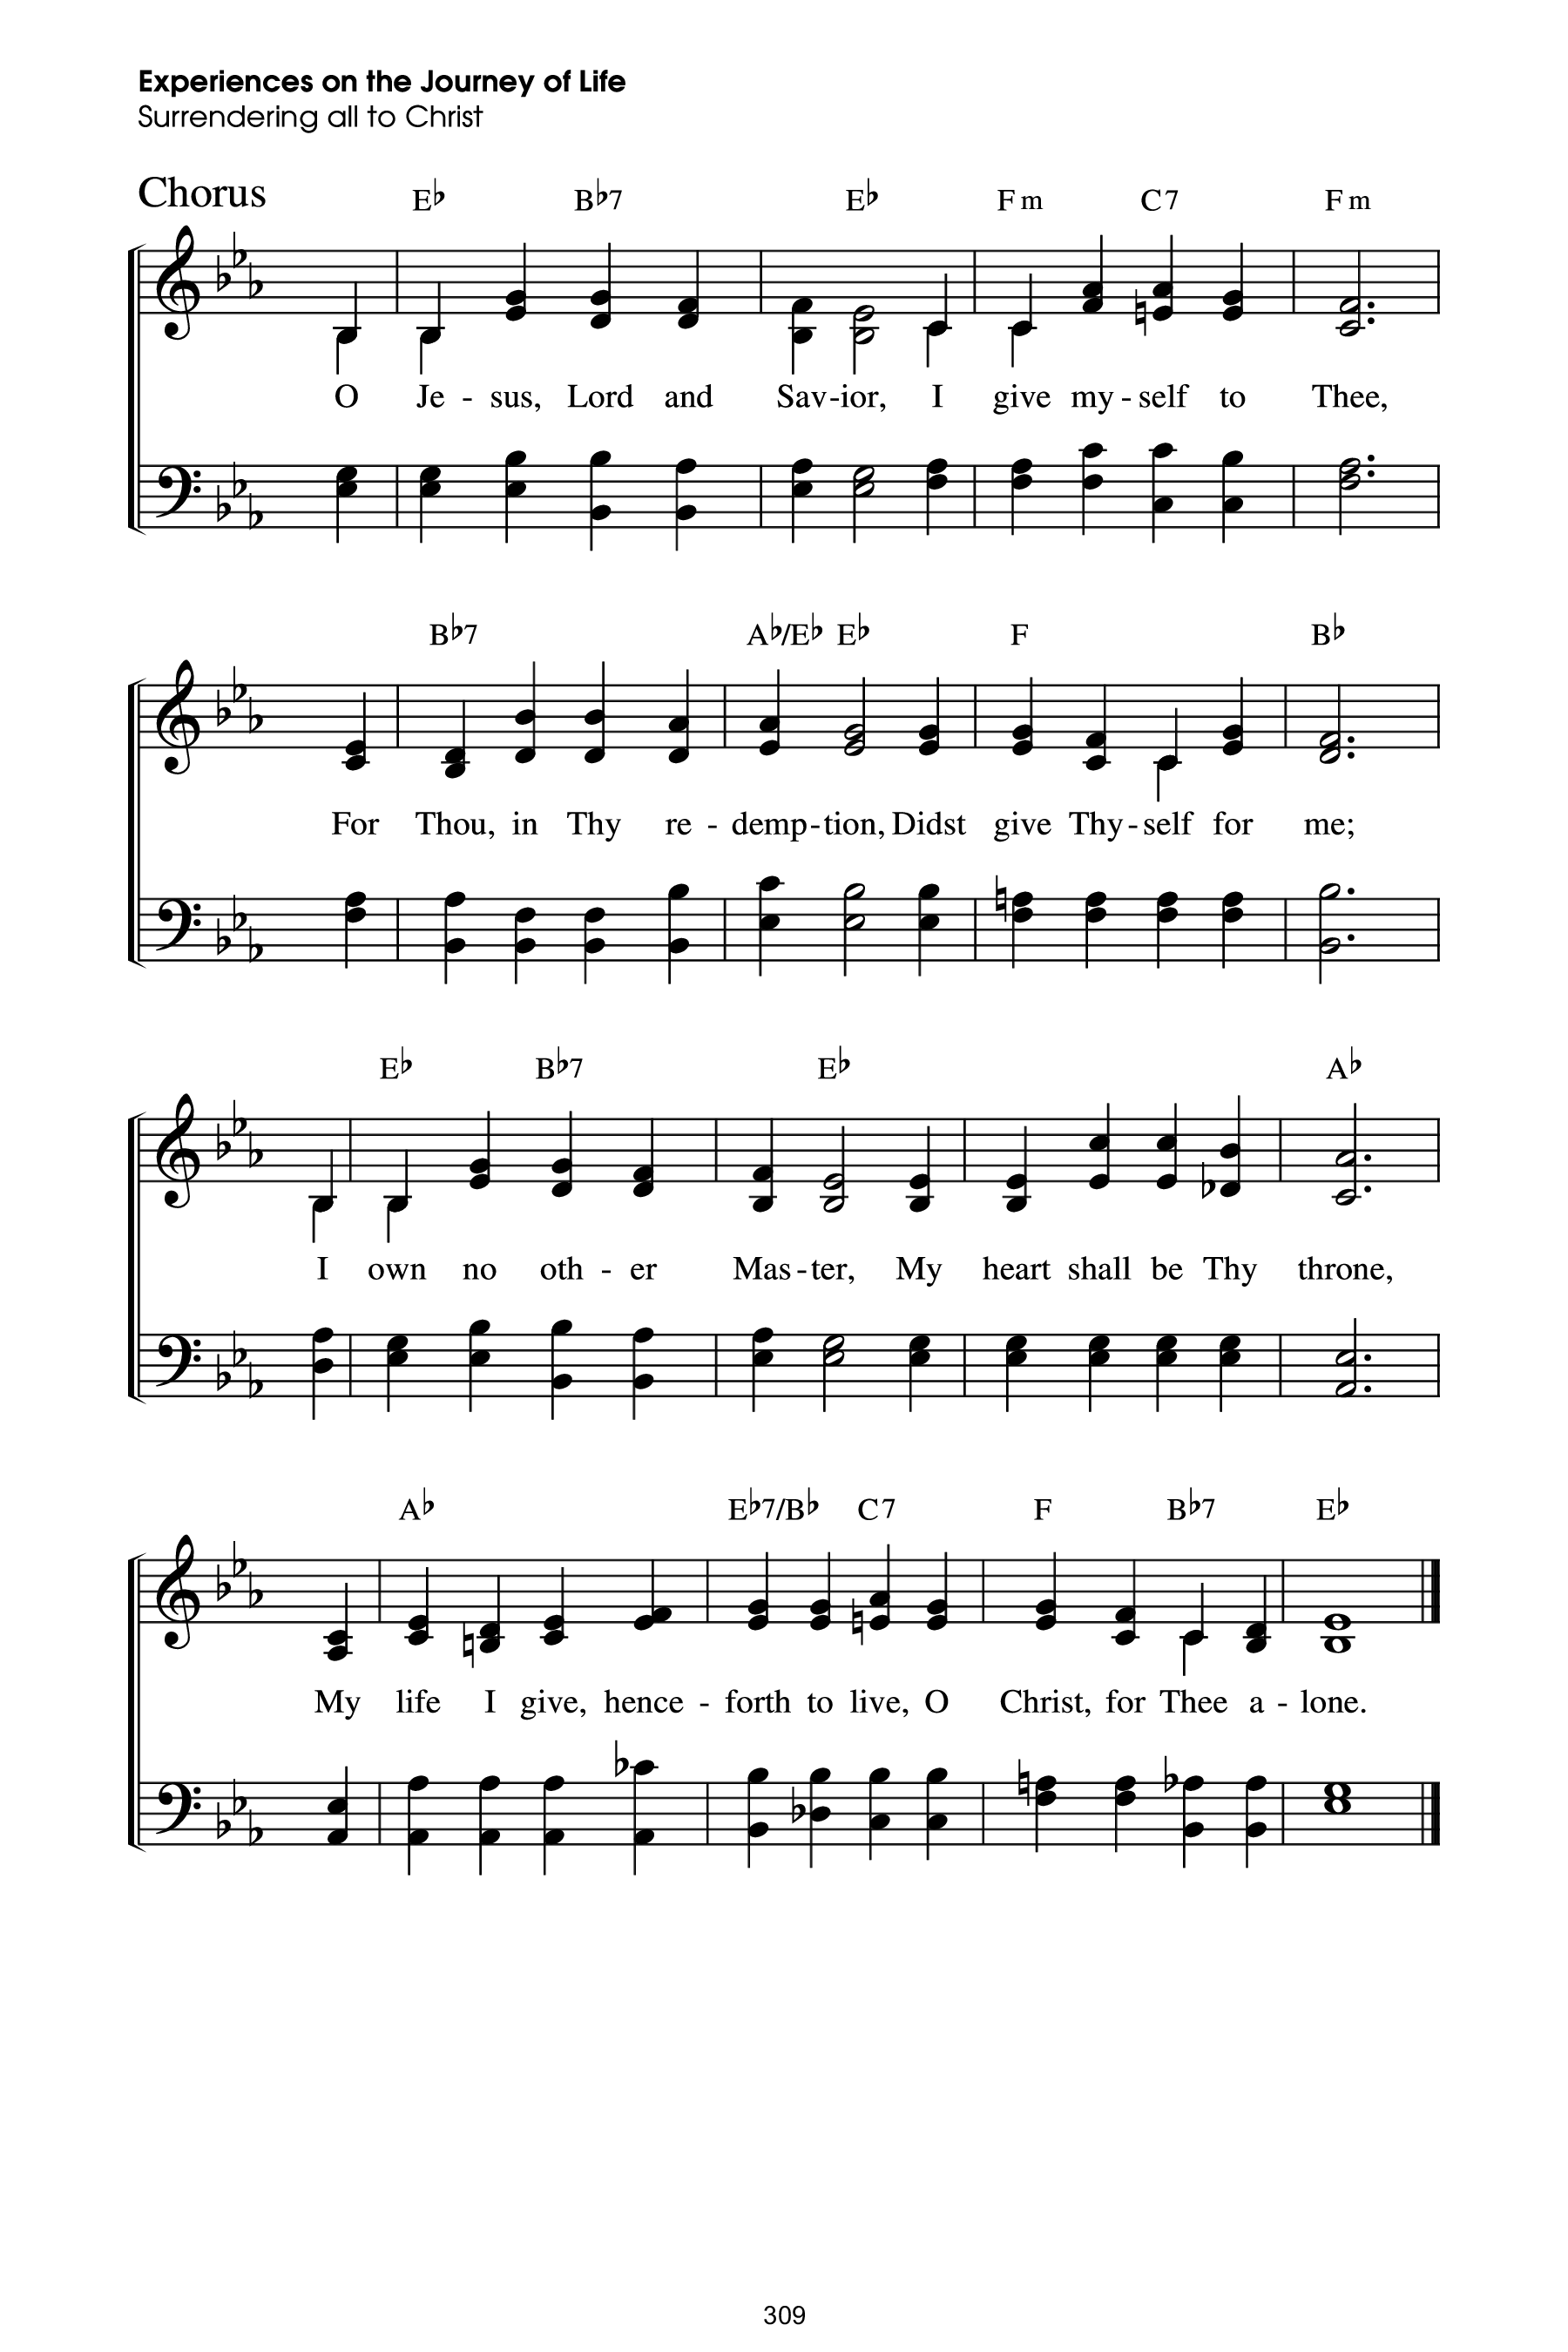 Experiences on the Journey of Life
Surrendering all to Christ
Chorus
E♭ B♭7 E♭ Fm C7 Fm
O Je - sus, Lord and Sav - ior, I give my - self to Thee,
B♭7 A♭/E♭ E♭ F B♭
For Thou, in Thy re - demp - tion, Didst give Thy - self for me;
E♭ B♭7 E♭ A♭
I own no oth - er Mas - ter, My heart shall be Thy throne,
A♭ E♭7/B♭ C7 F B♭7 E♭
My life I give, hence - forth to live, O Christ, for Thee a - lone.
309